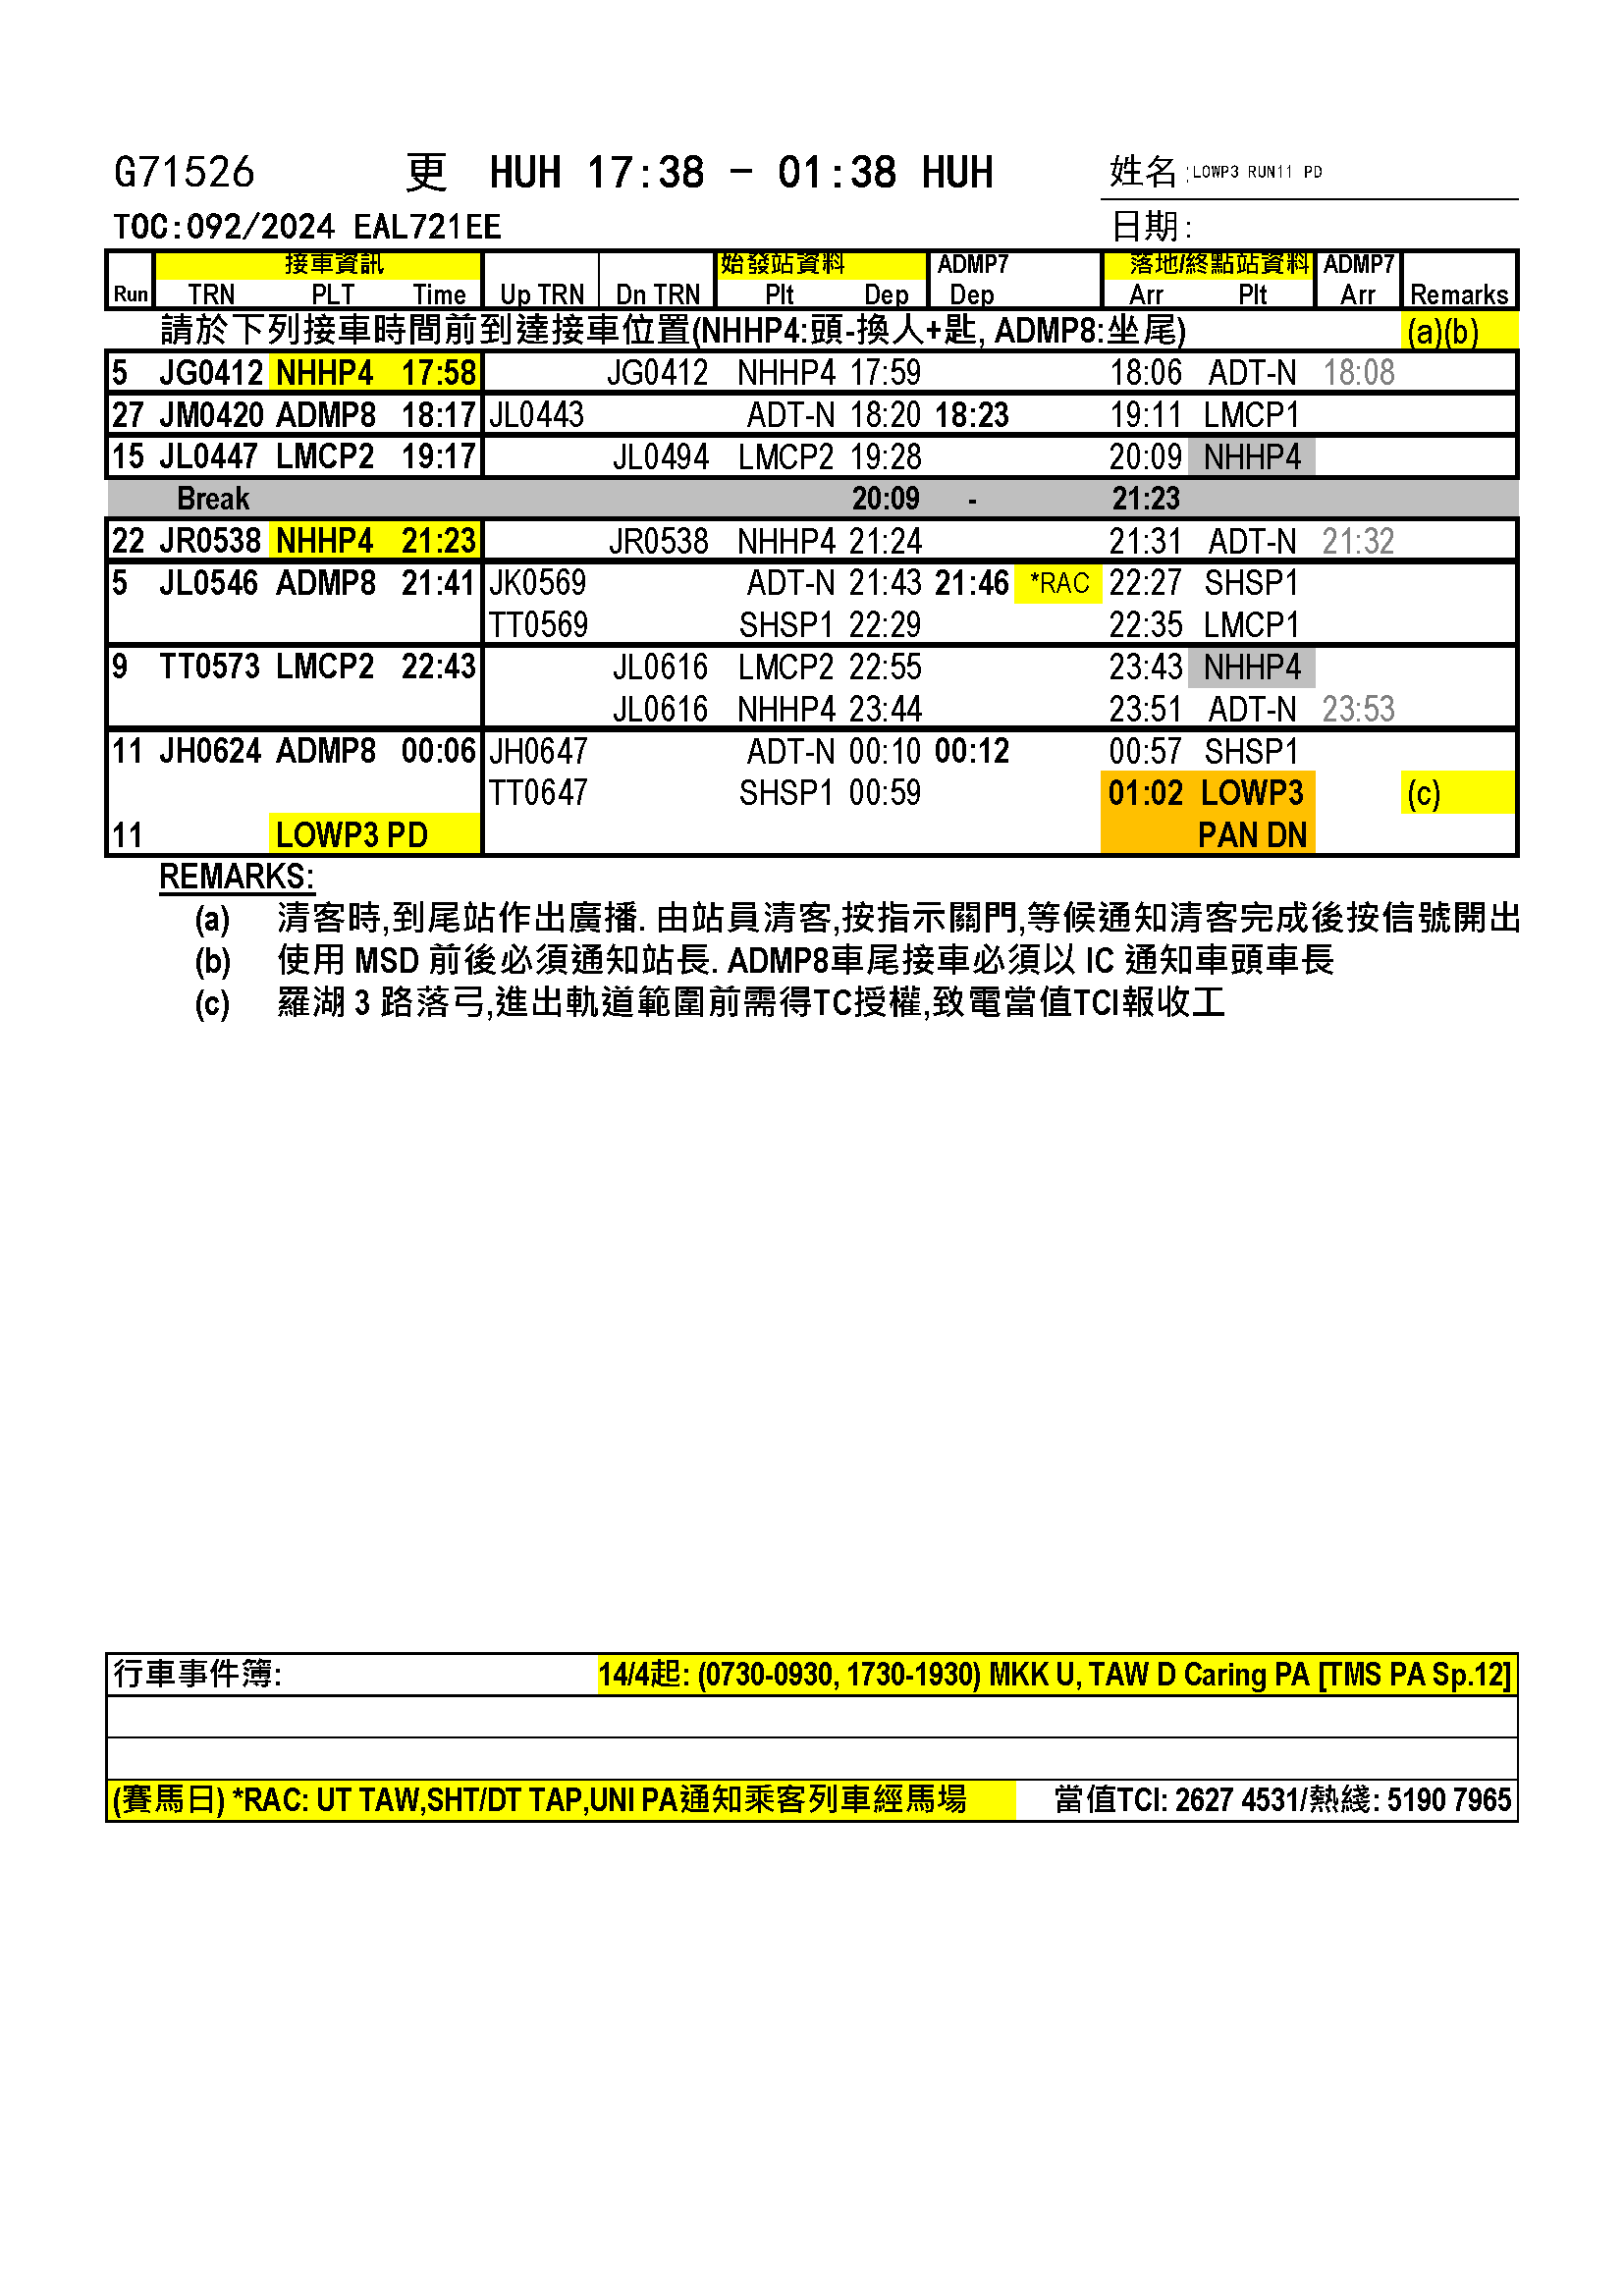 G71526 更 HUH 17:38 - 01:38 HUH 姓名:LOWP3 RUN11 PD
TOC:092/2024 EAL721EE 日期:
接車資訊 始發站資料 ADMP7 落地/終點站資料 ADMP7
Run TRN PLT Time Up TRN Dn TRN Plt Dep Dep Arr Plt Arr Remarks
請於下列接車時間前到達接車位置(NHHP4:頭-換人+匙, ADMP8:坐尾) (a)(b)
5 JG0412 NHHP4 17:58 JG0412 NHHP4 17:59 18:06 ADT-N 18:08
27 JM0420 ADMP8 18:17 JL0443 ADT-N 18:20 18:23 19:11 LMCP1
15 JL0447 LMCP2 19:17 JL0494 LMCP2 19:28 20:09 NHHP4
Break 20:09 - 21:23
22 JR0538 NHHP4 21:23 JR0538 NHHP4 21:24 21:31 ADT-N 21:32
5 JL0546 ADMP8 21:41 JK0569 ADT-N 21:43 21:46 *RAC 22:27 SHSP1
TT0569 SHSP1 22:29 22:35 LMCP1
9 TT0573 LMCP2 22:43 JL0616 LMCP2 22:55 23:43 NHHP4
JL0616 NHHP4 23:44 23:51 ADT-N 23:53
11 JH0624 ADMP8 00:06 JH0647 ADT-N 00:10 00:12 00:57 SHSP1
TT0647 SHSP1 00:59 01:02 LOWP3 (c)
11 LOWP3 PD PAN DN
REMARKS:
(a) 清客時,到尾站作出廣播. 由站員清客,按指示關門,等候通知清客完成後按信號開出
(b) 使用 MSD 前後必須通知站長. ADMP8車尾接車必須以 IC 通知車頭車長
(c) 羅湖 3 路落弓,進出軌道範圍前需得TC授權,致電當值TCI報收工
行車事件簿: 14/4起: (0730-0930, 1730-1930) MKK U, TAW D Caring PA [TMS PA Sp.12]
(賽馬日) *RAC: UT TAW,SHT/DT TAP,UNI PA通知乘客列車經馬場 當值TCI: 2627 4531/熱綫: 5190 7965